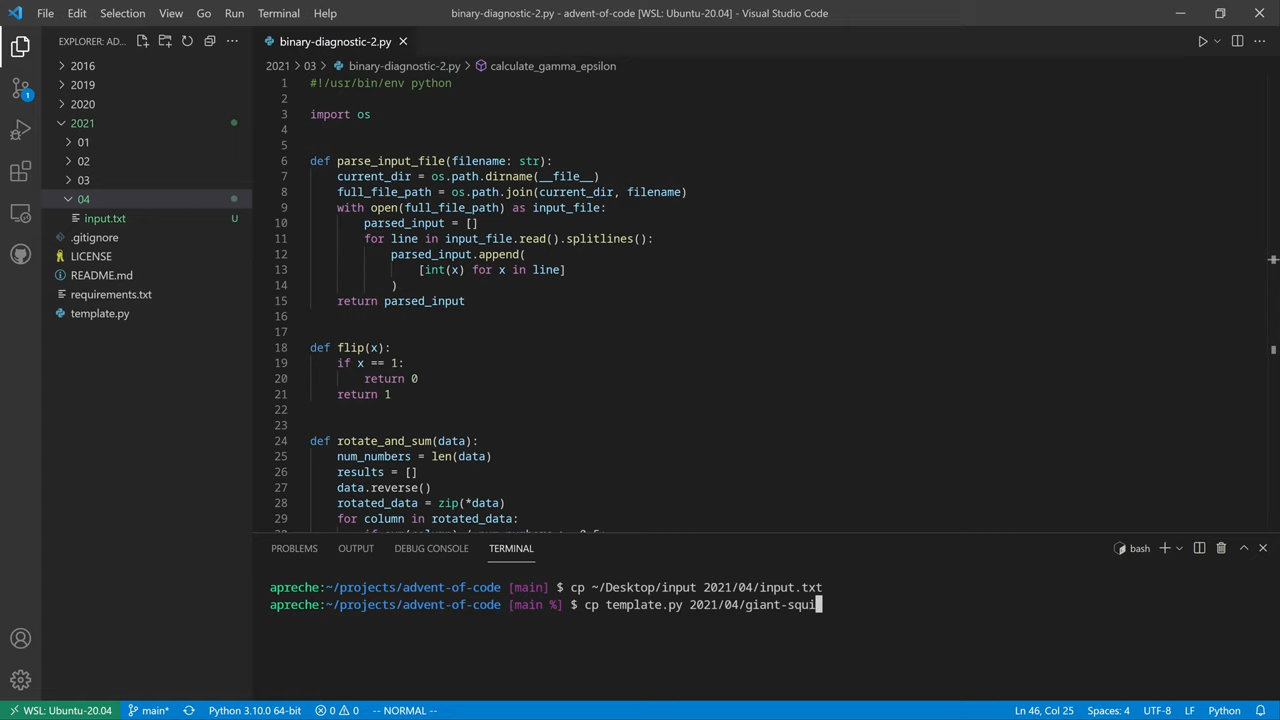 File Edit Selection View Go Run Terminal Help
binary-diagnostic-2.py - advent-of-code [WSL: Ubuntu-20.04] - Visual Studio Code
EXPLORER: AD...
2016
2019
2020
2021
01
02
03
04
input.txt U
.gitignore
LICENSE
README.md
requirements.txt
template.py
1
binary-diagnostic-2.py
2021 > 03 > binary-diagnostic-2.py > calculate_gamma_epsilon
1 #!/usr/bin/env python
2
3 import os
4
5
6 def parse_input_file(filename: str):
7 current_dir = os.path.dirname(__file__)
8 full_file_path = os.path.join(current_dir, filename)
9 with open(full_file_path) as input_file:
10 parsed_input = []
11 for line in input_file.read().splitlines():
12 parsed_input.append(
13 [int(x) for x in line]
14 )
15 return parsed_input
16
17
18 def flip(x):
19 if x == 1:
20 return 0
21 return 1
22
23
24 def rotate_and_sum(data):
25 num_numbers = len(data)
26 results = []
27 data.reverse()
28 rotated_data = zip(*data)
29 for column in rotated_data:
PROBLEMS OUTPUT DEBUG CONSOLE TERMINAL
bash
apreche:~/projects/advent-of-code [main] $ cp ~/Desktop/input 2021/04/input.txt
apreche:~/projects/advent-of-code [main %] $ cp template.py 2021/04/giant-squi
WSL: Ubuntu-20.04 main* Python 3.10.0 64-bit 0 0 -- NORMAL -- Ln 46, Col 25 Spaces: 4 UTF-8 LF Python